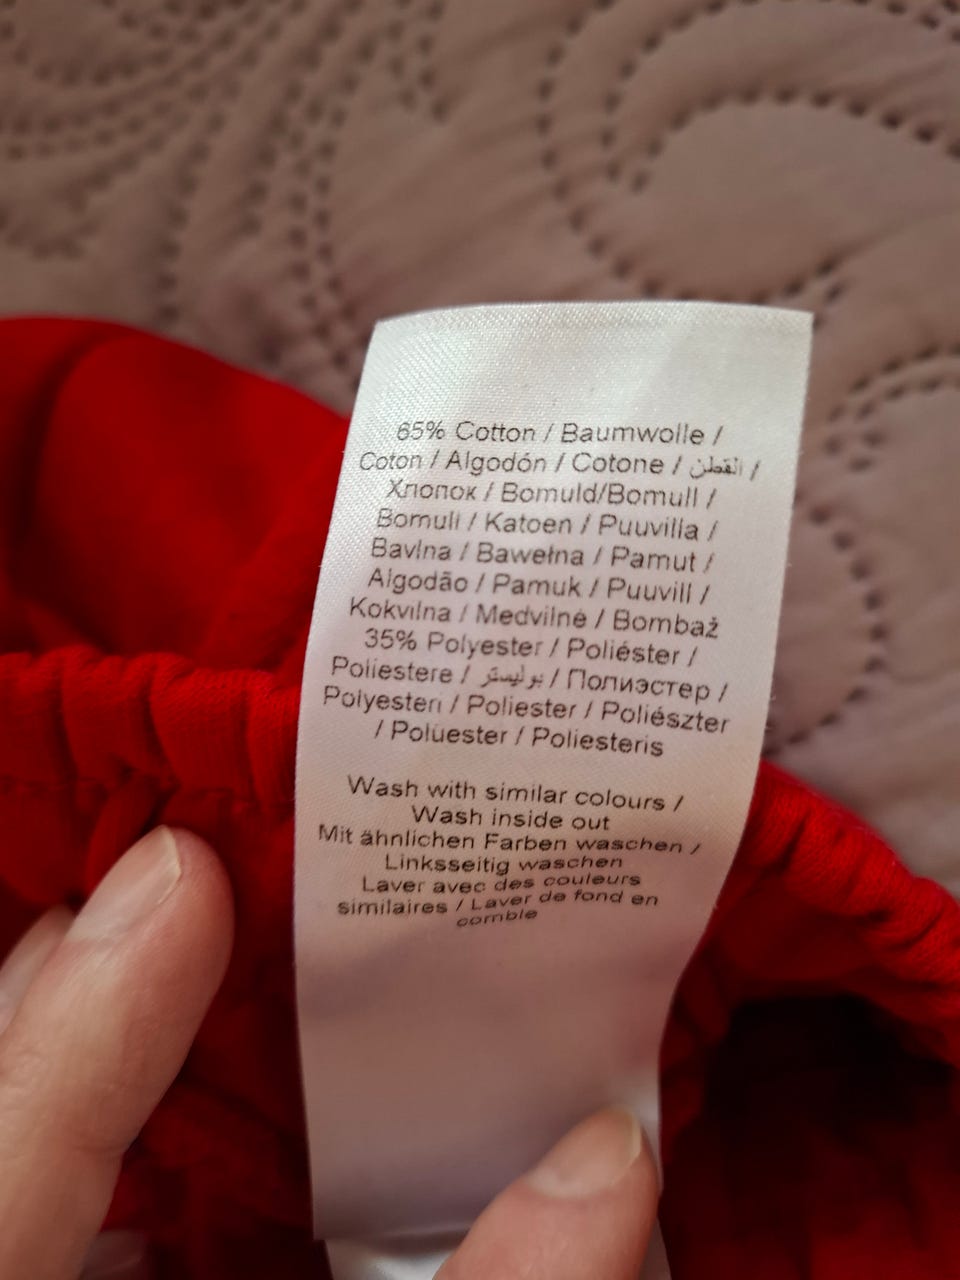 65% Cotton / Baumwolle /
Coton / Algodón / Cotone / القطن /
Хлопок / Bomuld/Bomull /
Bomull / Katoen / Puuvilla /
Bavlna / Bawełna / Pamut /
Algodão / Pamuk / Puuvill /
Kokvilna / Medvilnė / Bombaž
35% Polyester / Poliéster /
Poliestere / بوليستر / Полиэстер /
Polyesteri / Poliester / Poliészter
/ Polüester / Poliesteris
Wash with similar colours /
Wash inside out
Mit ähnlichen Farben waschen /
Linksseitig waschen
Laver avec des couleurs
similaires / Laver de fond en
comble